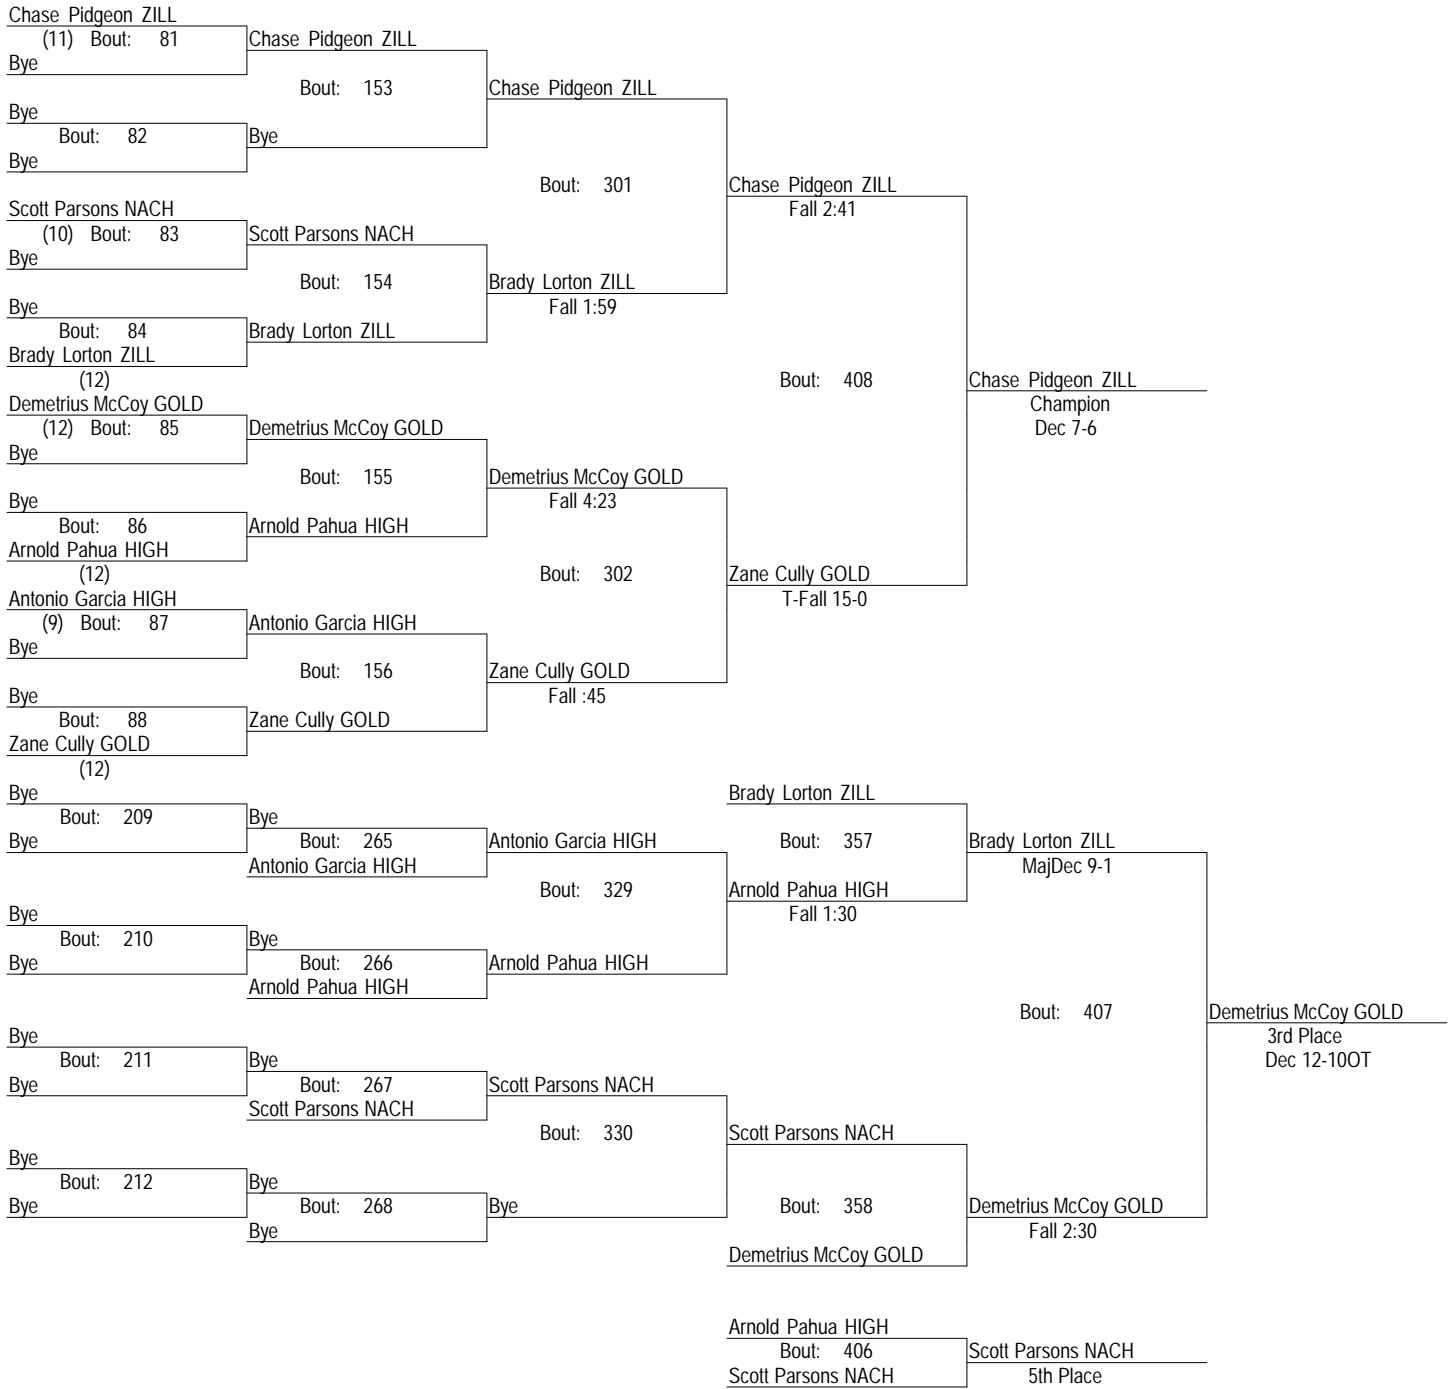 Chase Pidgeon ZILL
(11) Bout: 81
Chase Pidgeon ZILL
Bye
Bout: 153
Chase Pidgeon ZILL
Bye
Bout: 82
Bye
Bye
Bout: 301
Chase Pidgeon ZILL
Fall 2:41
Scott Parsons NACH
(10) Bout: 83
Scott Parsons NACH
Bye
Bout: 154
Brady Lorton ZILL
Fall 1:59
Bye
Bout: 84
Brady Lorton ZILL
Brady Lorton ZILL
(12)
Bout: 408
Chase Pidgeon ZILL
Champion
Dec 7-6
Demetrius McCoy GOLD
(12) Bout: 85
Demetrius McCoy GOLD
Bye
Bout: 155
Demetrius McCoy GOLD
Fall 4:23
Bye
Bout: 86
Arnold Pahua HIGH
Arnold Pahua HIGH
(12)
Bout: 302
Zane Cully GOLD
T-Fall 15-0
Antonio Garcia HIGH
(9) Bout: 87
Antonio Garcia HIGH
Bye
Bout: 156
Zane Cully GOLD
Fall :45
Bye
Bout: 88
Zane Cully GOLD
Zane Cully GOLD
(12)
Bye
Bout: 209
Bye
Bye
Bout: 265
Antonio Garcia HIGH
Antonio Garcia HIGH
Bout: 329
Brady Lorton ZILL
Bout: 357
Brady Lorton ZILL
MajDec 9-1
Arnold Pahua HIGH
Fall 1:30
Bye
Bout: 210
Bye
Bye
Bout: 266
Arnold Pahua HIGH
Arnold Pahua HIGH
Bout: 407
Demetrius McCoy GOLD
3rd Place
Dec 12-10OT
Bye
Bout: 211
Bye
Bye
Bout: 267
Scott Parsons NACH
Scott Parsons NACH
Bout: 330
Scott Parsons NACH
Bye
Bout: 212
Bye
Bye
Bout: 268
Bye
Bye
Bout: 358
Demetrius McCoy GOLD
Fall 2:30
Demetrius McCoy GOLD
Arnold Pahua HIGH
Bout: 406
Scott Parsons NACH
Scott Parsons NACH
5th Place